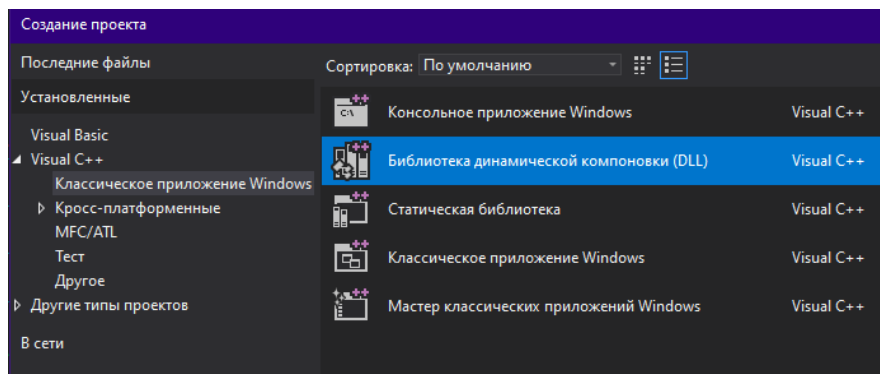 Создание проекта
Последние файлы
Установленные
Visual Basic
Visual C++
Классическое приложение Windows
Кросс-платформенные
MFC/ATL
Тест
Другое
Другие типы проектов
В сети
Сортировка: По умолчанию
Консольное приложение Windows Visual C++
Библиотека динамической компоновки (DLL) Visual C++
Статическая библиотека Visual C++
Классическое приложение Windows Visual C++
Мастер классических приложений Windows Visual C++